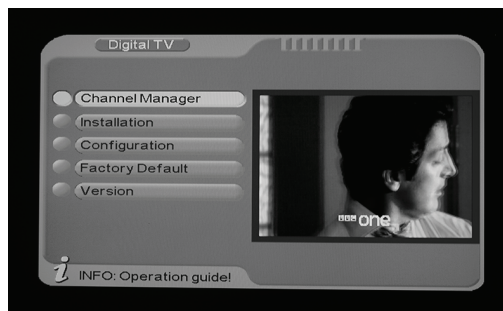 Digital TV
Channel Manager
Installation
Configuration
Factory Default
Version
BBC one
INFO: Operation guide!